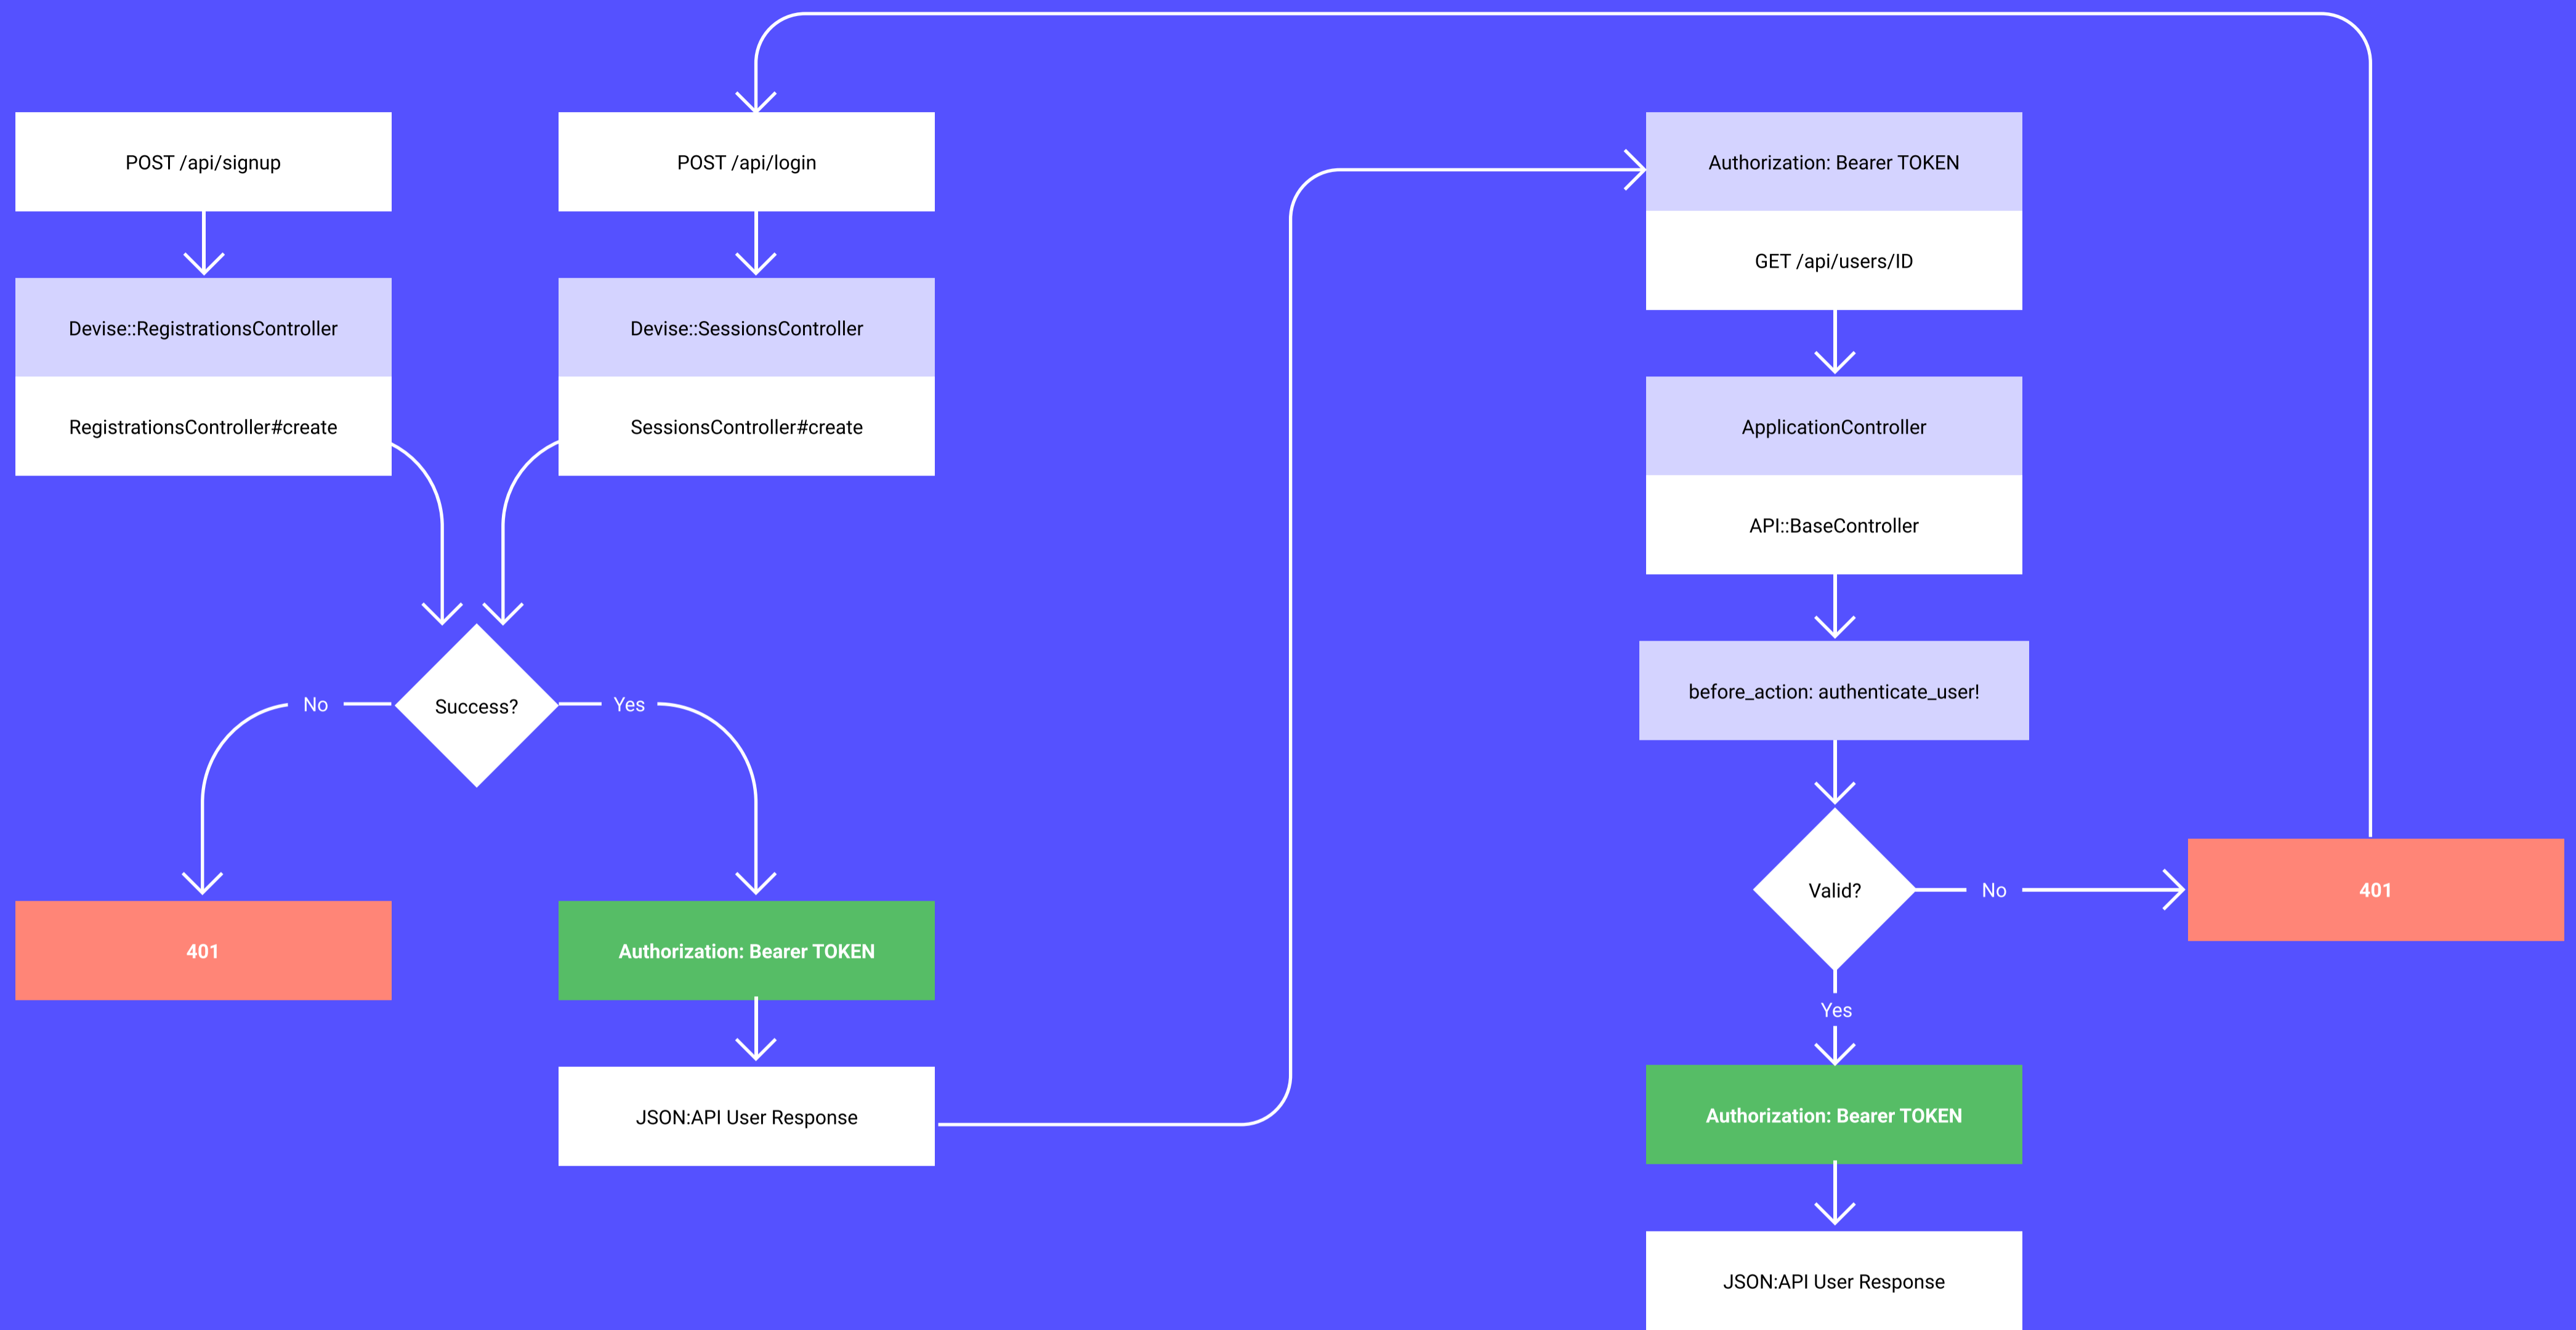 POST /api/signup
Devise::RegistrationsController
RegistrationsController#create
POST /api/login
Devise::SessionsController
SessionsController#create
Success?
No
Yes
401
Authorization: Bearer TOKEN
JSON:API User Response
Authorization: Bearer TOKEN
GET /api/users/ID
ApplicationController
API::BaseController
before_action: authenticate_user!
Valid?
No
401
Yes
Authorization: Bearer TOKEN
JSON:API User Response